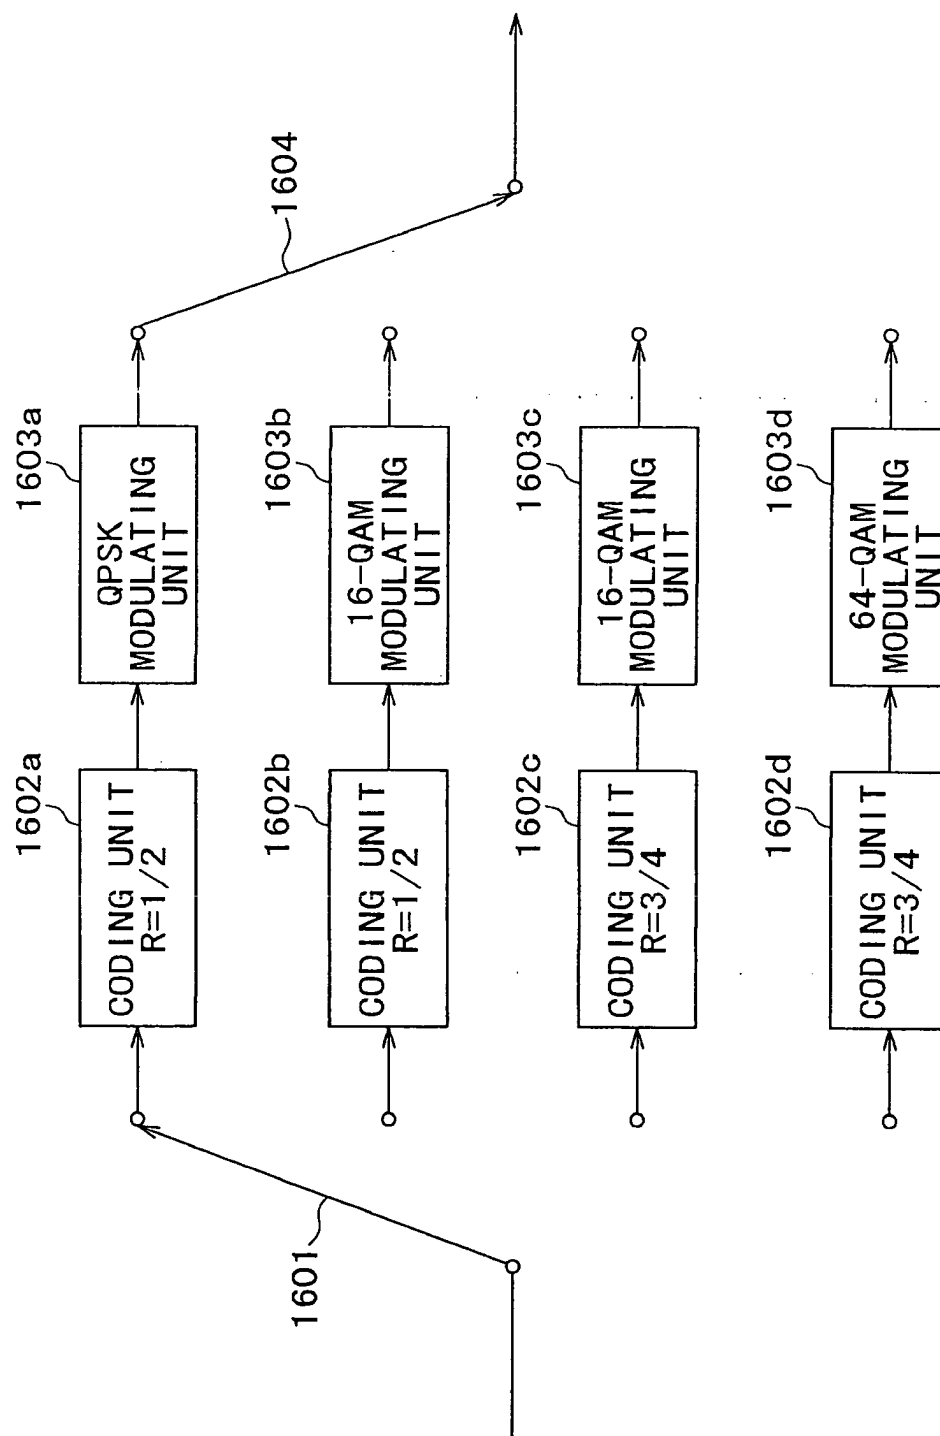 1601
1602a
CODING UNIT
R=1/2
1603a
QPSK
MODULATING
UNIT
1604
1602b
CODING UNIT
R=1/2
1603b
16-QAM
MODULATING
UNIT
1602c
CODING UNIT
R=3/4
1603c
16-QAM
MODULATING
UNIT
1602d
CODING UNIT
R=3/4
1603d
64-QAM
MODULATING
UNIT